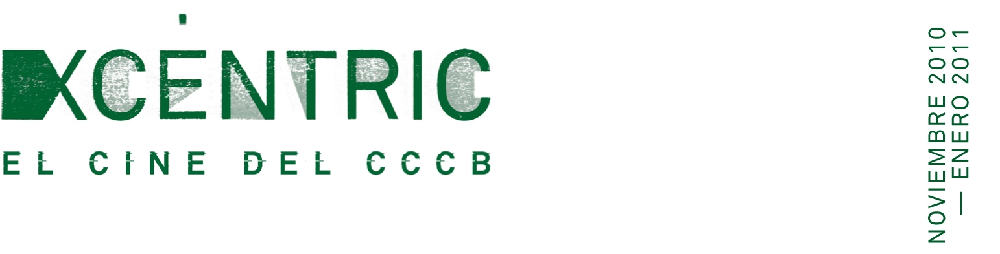 XCÈNTRIC
EL CINE DEL CCCB
NOVIEMBRE 2010
— ENERO 2011